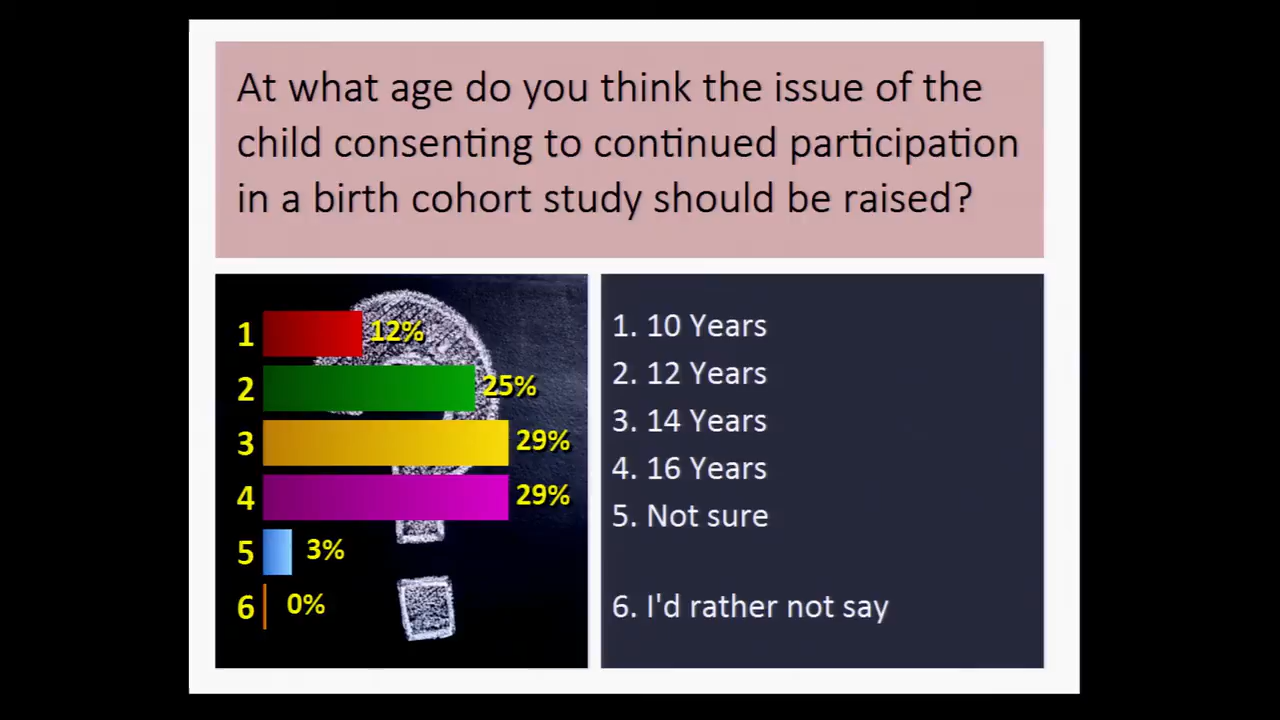 At what age do you think the issue of the
child consenting to continued participation
in a birth cohort study should be raised?
1 12%
2 25%
3 29%
4 29%
5 3%
6 0%
1. 10 Years
2. 12 Years
3. 14 Years
4. 16 Years
5. Not sure
6. I'd rather not say